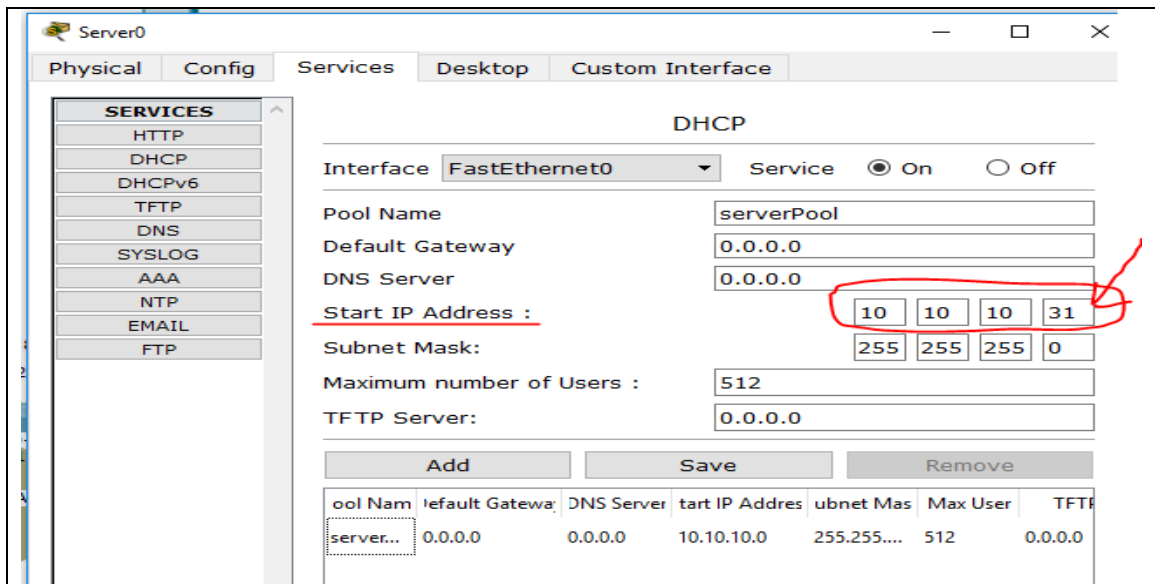 Server0
Physical Config Services Desktop Custom Interface
SERVICES
HTTP
DHCP
DHCPv6
TFTP
DNS
SYSLOG
AAA
NTP
EMAIL
FTP
DHCP
Interface FastEthernet0 Service On Off
Pool Name serverPool
Default Gateway 0.0.0.0
DNS Server 0.0.0.0
Start IP Address : 10 10 10 31
Subnet Mask: 255 255 255 0
Maximum number of Users : 512
TFTP Server: 0.0.0.0
Add Save Remove
ool Nam efault Gatewa DNS Server tart IP Addres ubnet Mas Max User TFTF
server... 0.0.0.0 0.0.0.0 10.10.10.0 255.255.... 512 0.0.0.0